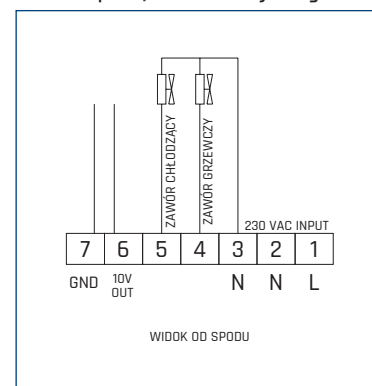 ZAWÓR CHŁODZĄCY
ZAWÓR GRZEWCZY
230 VAC INPUT
7 6 5 4 3 2 1
GND 10V OUT N N L
WIDOK OD SPODU